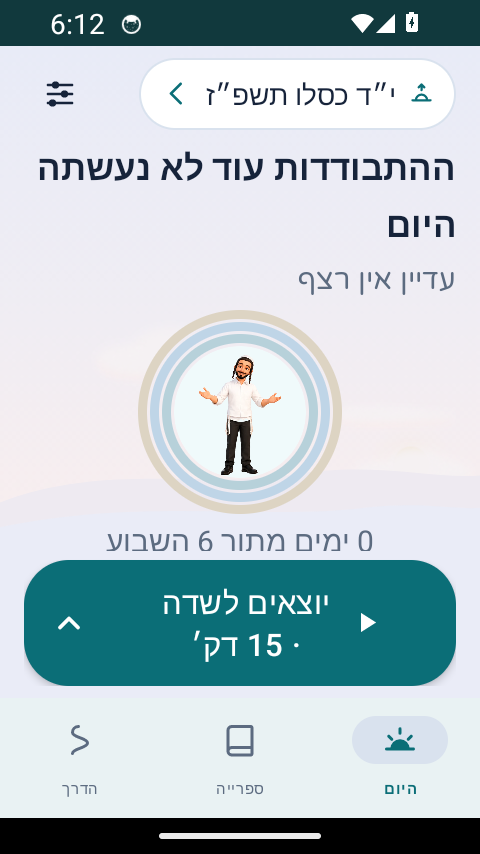 6:12
י״ד כסלו תשפ״ז
ההתבודדות עוד לא נעשתה
היום
עדיין אין רצף
0 ימים מתוך 6 השבוע
יוצאים לשדה
· 15 דק׳
היום
ספרייה
הדרך